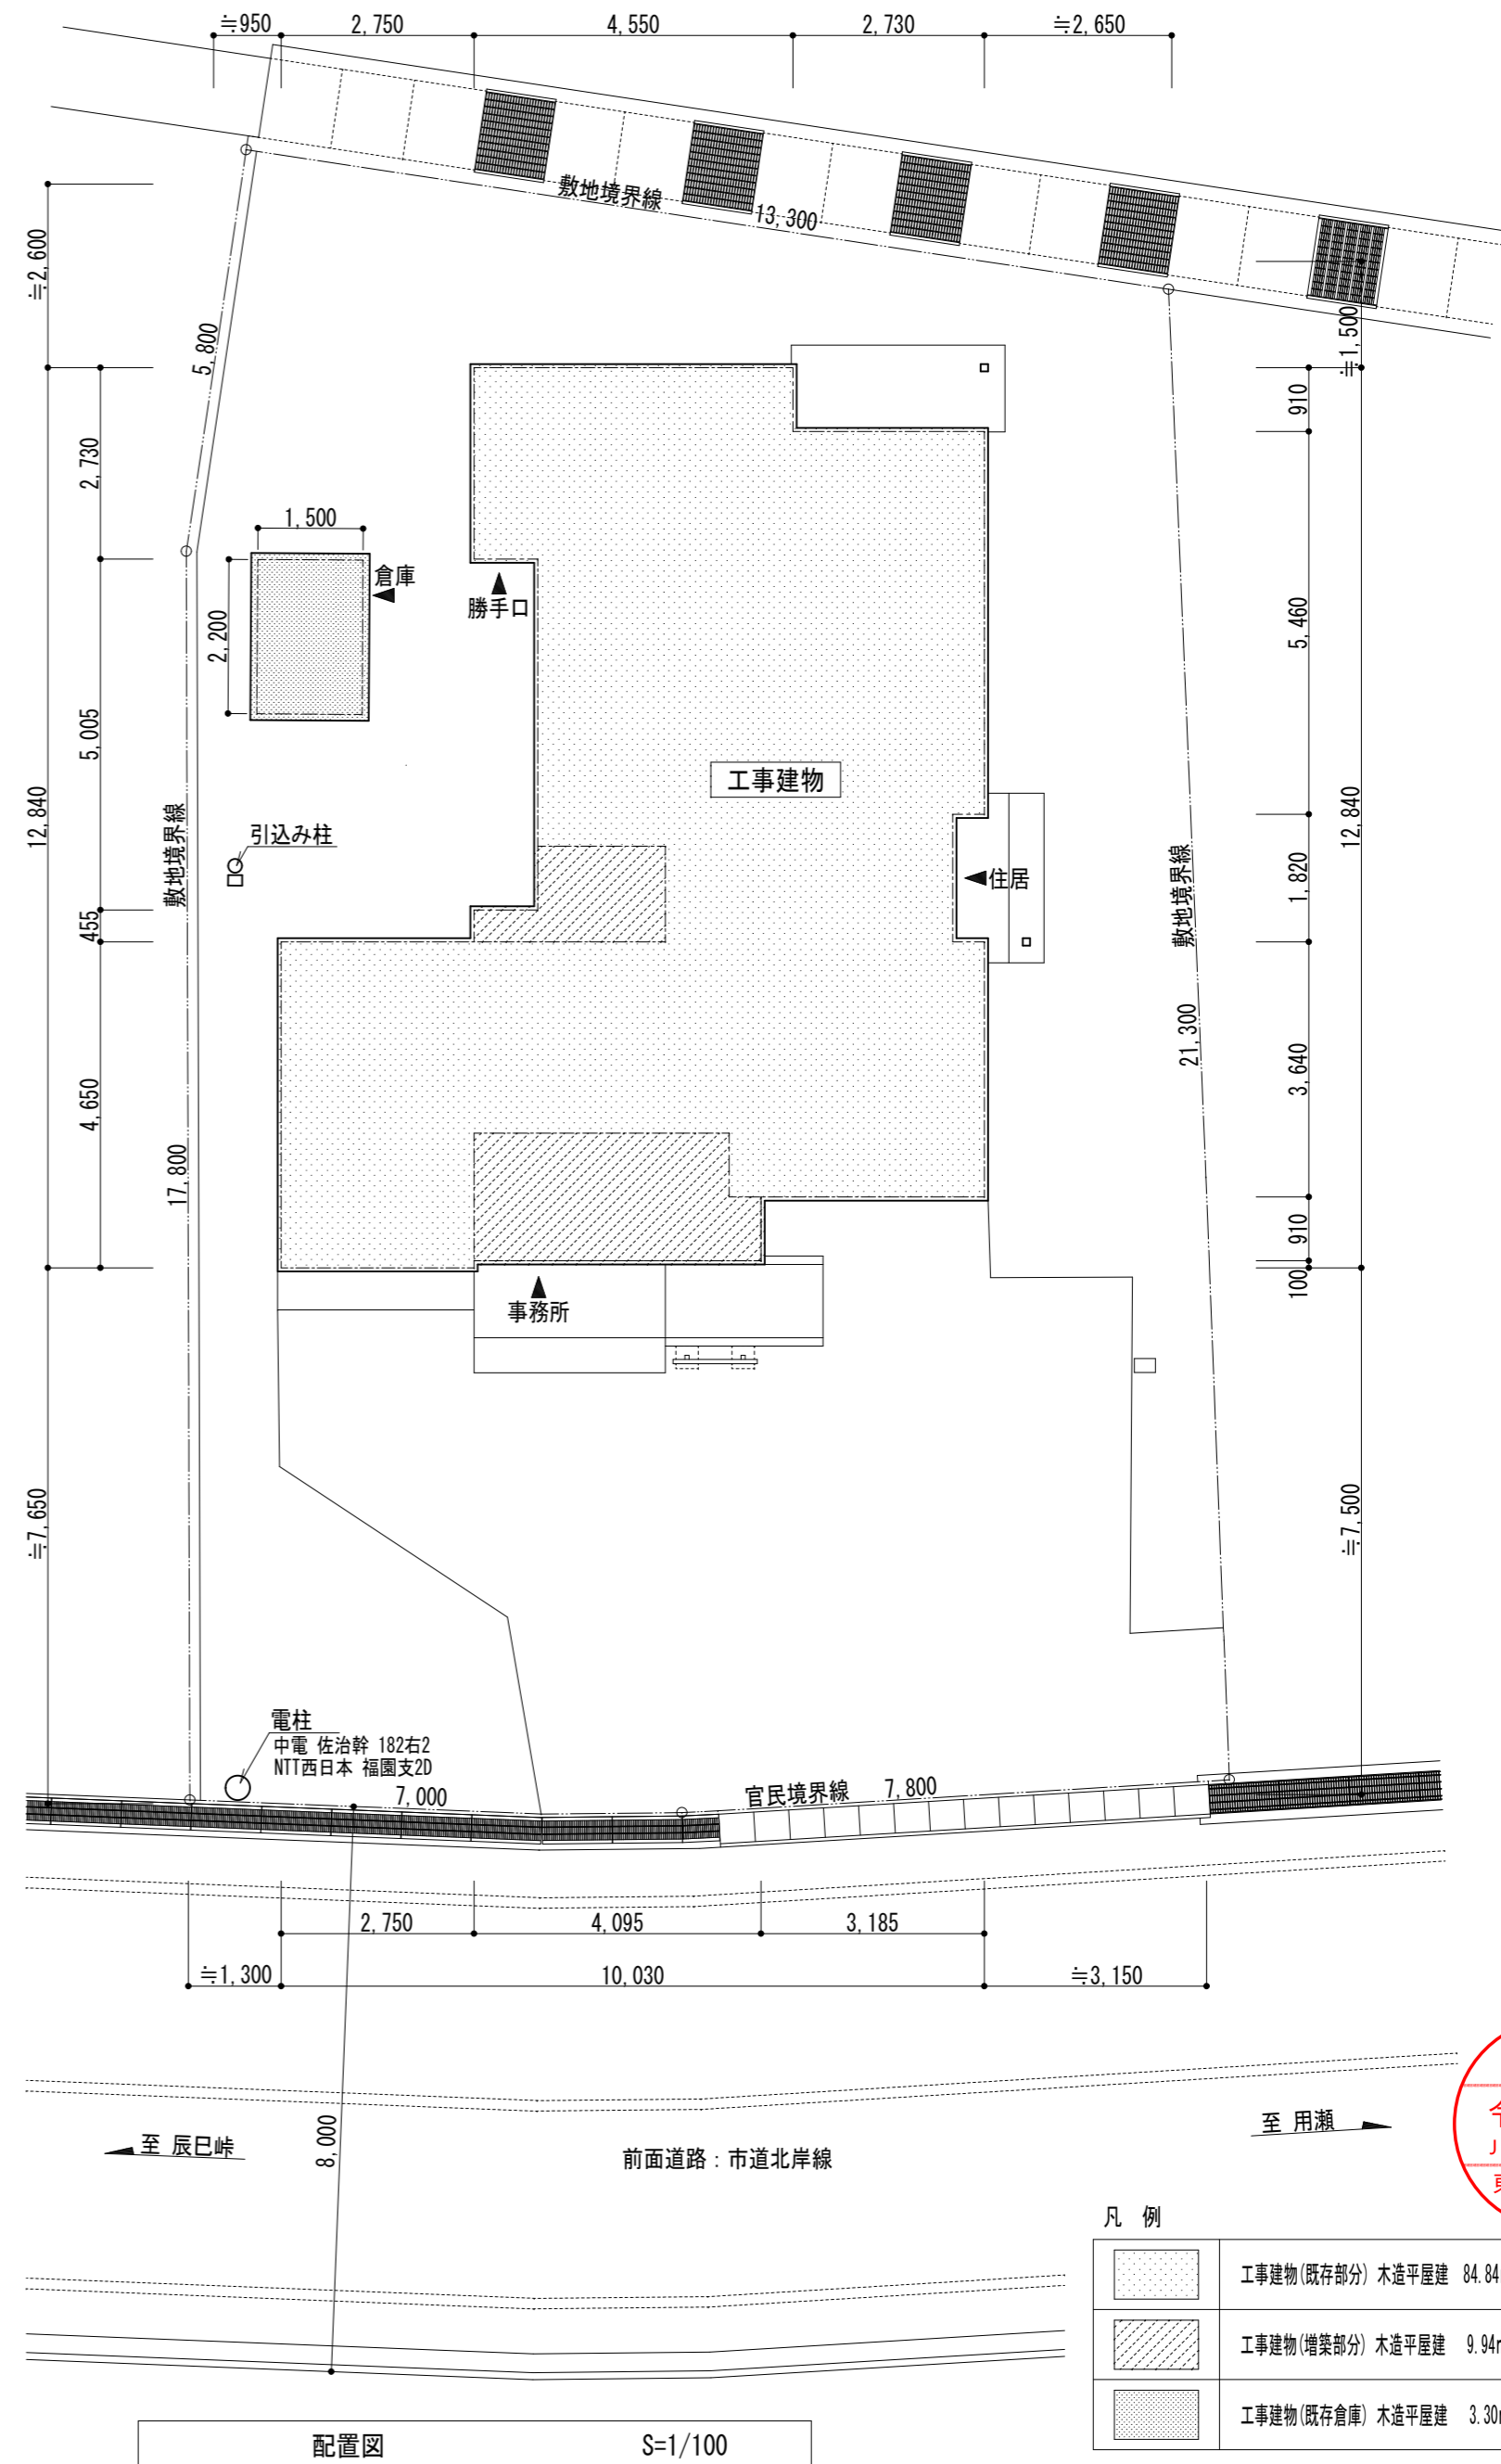 ≒950
2,750
4,550
2,730
≒2,650
敷地境界線
13,300
≒2,600
5,800
≒1,500
910
2,730
1,500
倉庫
勝手口
2,200
5,460
5,005
工事建物
12,840
12,840
敷地境界線
引込み柱
住居
1,820
敷地境界線
455
21,300
3,640
4,650
17,800
910
100
事務所
≒7,650
≒7,500
電柱
中電 佐治幹 182右2
NTT西日本 福園支2D
7,000
官民境界線 7,800
2,750
4,095
3,185
≒1,300
10,030
≒3,150
8,000
至 辰巳峠
前面道路：市道北岸線
至 用瀬
凡 例
工事建物(既存部分) 木造平屋建 84.84
工事建物(増築部分) 木造平屋建 9.94
工事建物(既存倉庫) 木造平屋建 3.30
配置図 S=1/100